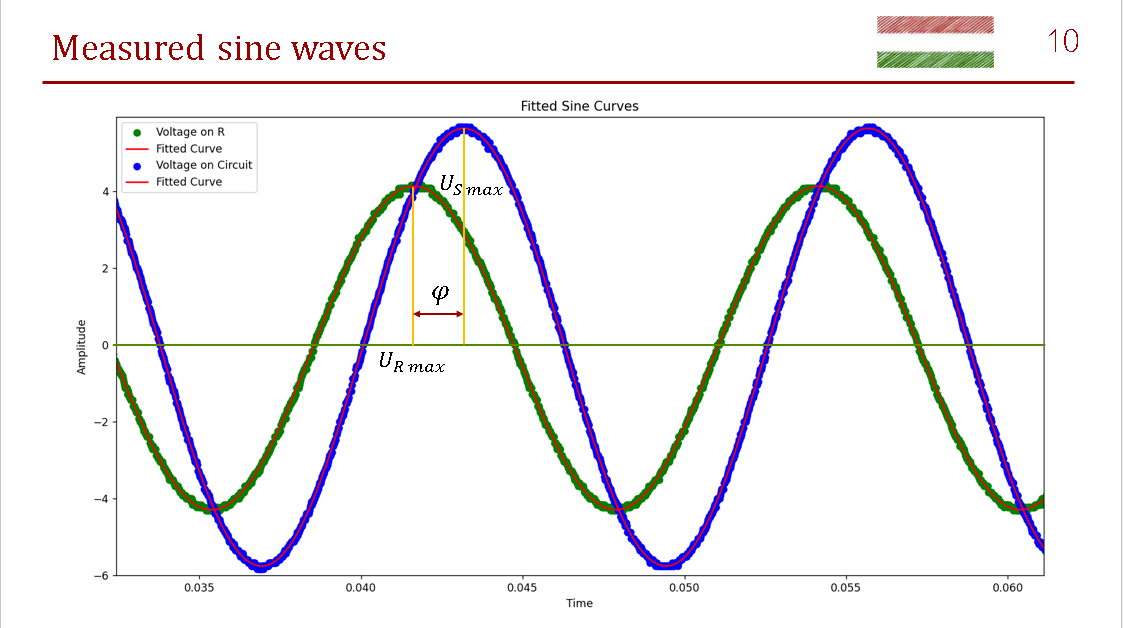 Measured sine waves
10
Fitted Sine Curves
Voltage on R
Fitted Curve
Voltage on Circuit
Fitted Curve
U_S max
φ
U_R max
Amplitude
4
2
0
−2
−4
−6
0.035
0.040
0.045
0.050
0.055
0.060
Time